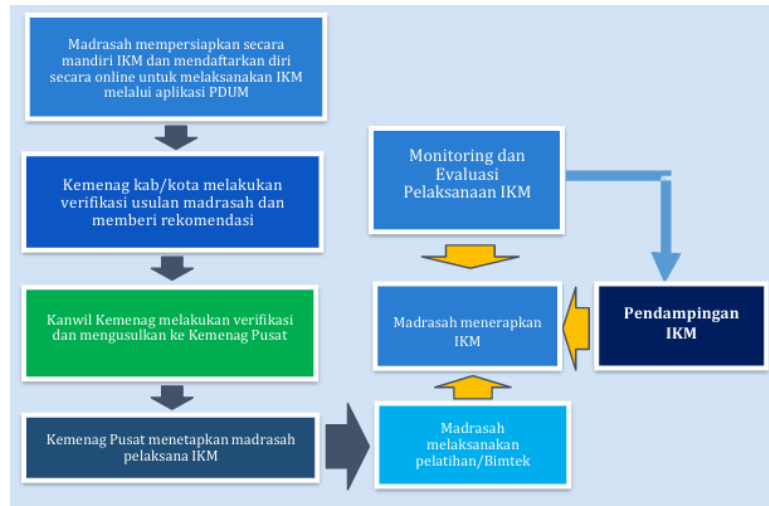 Madrasah mempersiapkan secara
mandiri IKM dan mendaftarkan diri
secara online untuk melaksanakan IKM
melalui aplikasi PDUM
Kemenag kab/kota melakukan
verifikasi usulan madrasah dan
memberi rekomendasi
Kanwil Kemenag melakukan verifikasi
dan mengusulkan ke Kemenag Pusat
Kemenag Pusat menetapkan madrasah
pelaksana IKM
Monitoring dan
Evaluasi
Pelaksanaan IKM
Madrasah menerapkan
IKM
Pendampingan
IKM
Madrasah
melaksanakan
pelatihan/Bimtek